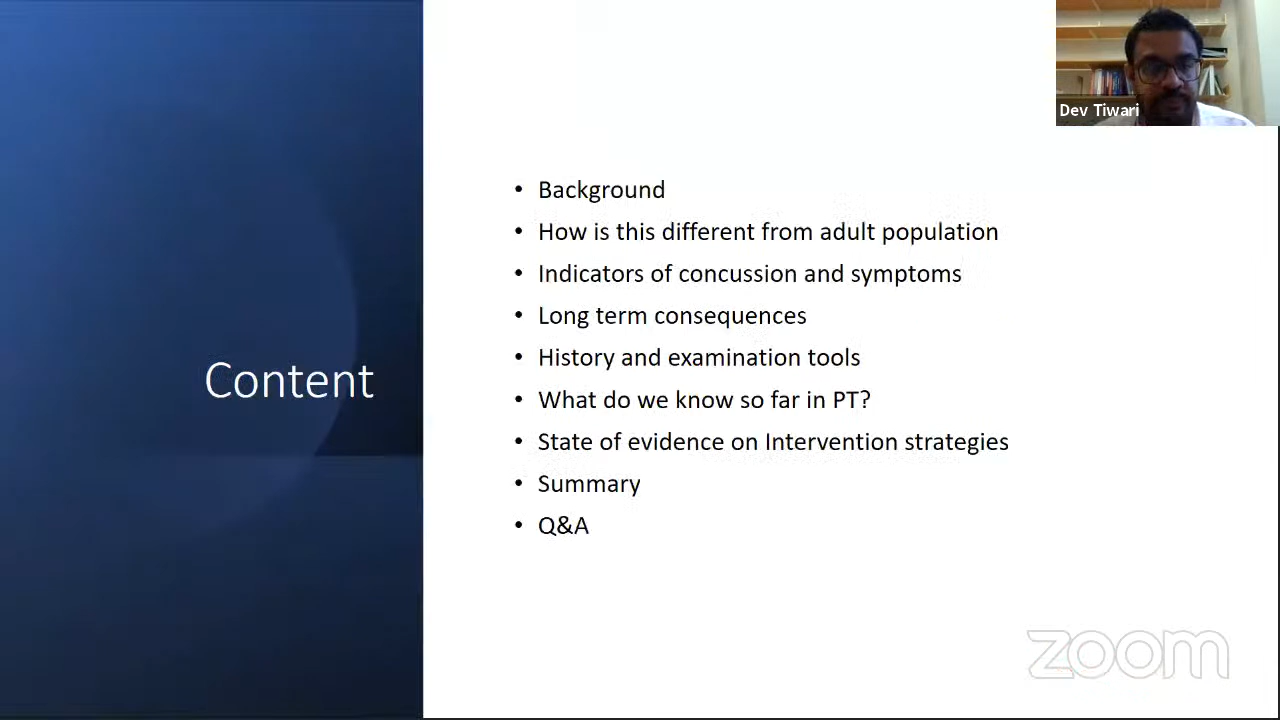 Dev Tiwari
Content
• Background
• How is this different from adult population
• Indicators of concussion and symptoms
• Long term consequences
• History and examination tools
• What do we know so far in PT?
• State of evidence on Intervention strategies
• Summary
• Q&A
zoom